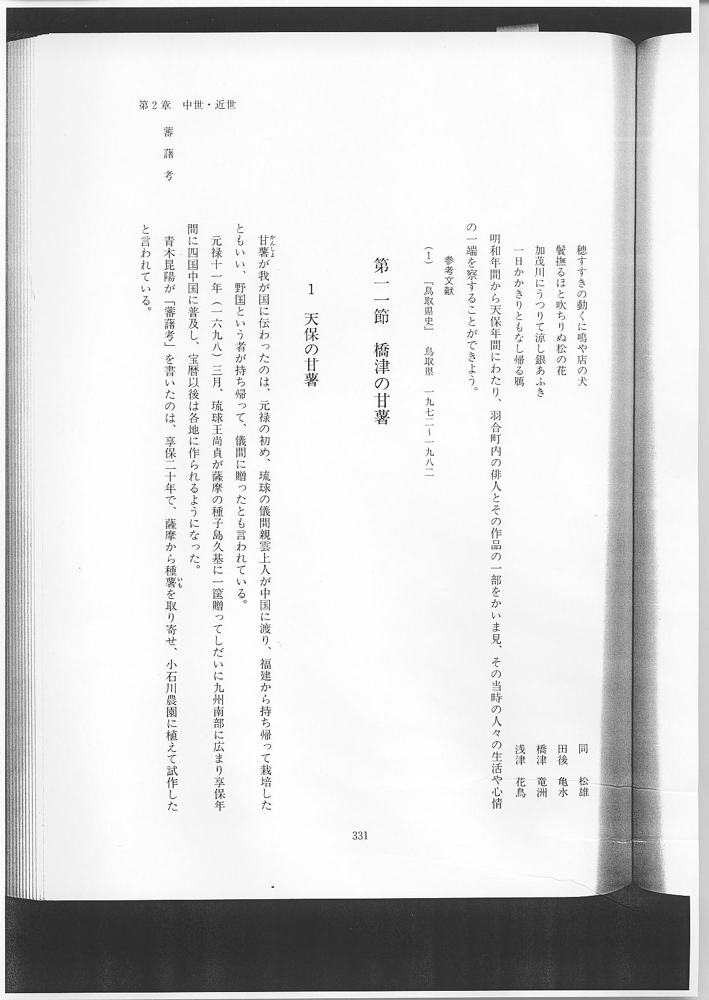 第2章　中世・近世
穂すすきの動くに鳴や店の犬　同　松雄
鬢撫るほと吹ちりぬ松の花　田後　亀水
加茂川にうつりて涼し銀あふき　橋津　竜洲
一日かかきりともなし帰る鴈　浅津　花鳥
明和年間から天保年間にわたり、羽合町内の俳人とその作品の一部をかいま見、その当時の人々の生活や心情
の一端を察することができよう。
参考文献
(1)　『鳥取県史』　鳥取県　一九七二〜一九八二
第一一節　橋津の甘薯
1　天保の甘薯
かんしょ
甘薯が我が国に伝わったのは、元禄の初め、琉球の儀間親雲上人が中国に渡り、福建から持ち帰って栽培した
ともいい、野国という者が持ち帰って、儀間に贈ったとも言われている。
元禄十一年（一六九八）三月、琉球王尚貞が薩摩の種子島久基に一筐贈ってしだいに九州南部に広まり享保年
間に四国中国に普及し、宝暦以後は各地に作られるようになった。
蕃藷考
いも
青木昆陽が「蕃藷考」を書いたのは、享保二十年で、薩摩から種薯を取り寄せ、小石川農園に植えて試作した
と言われている。
331